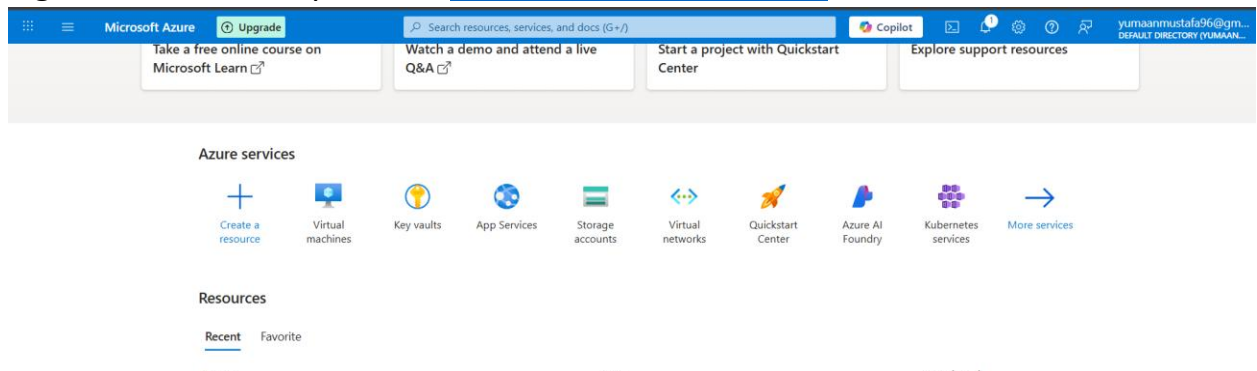 Microsoft Azure Upgrade Search resources, services, and docs (G+/) Copilot 1 yumaanmustafa96@gm...
DEFAULT DIRECTORY (YUMAAN...
Take a free online course on
Microsoft Learn
Watch a demo and attend a live
Q&A
Start a project with Quickstart
Center
Explore support resources
Azure services
Create a
resource
Virtual
machines
Key vaults
App Services
Storage
accounts
Virtual
networks
Quickstart
Center
Azure AI
Foundry
Kubernetes
services
More services
Resources
Recent Favorite